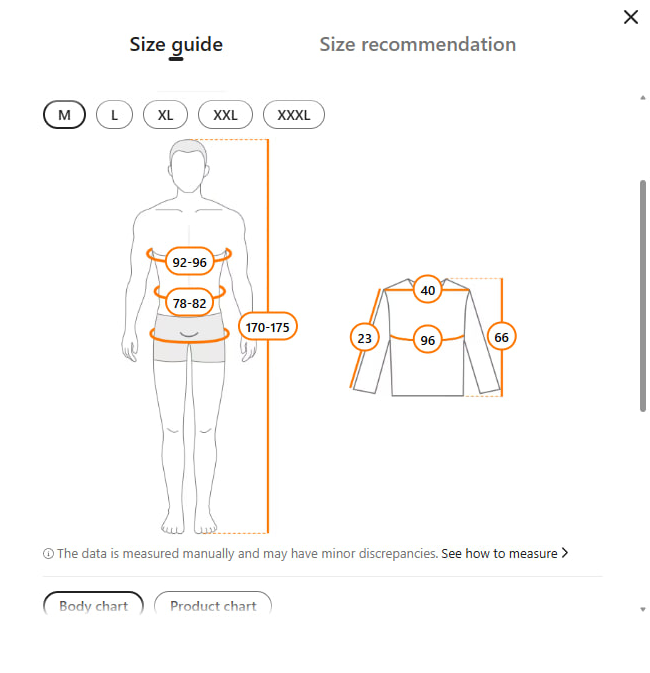 Size guide
Size recommendation
M
L
XL
XXL
XXXL
92-96
78-82
170-175
40
23
96
66
The data is measured manually and may have minor discrepancies. See how to measure
Body chart
Product chart